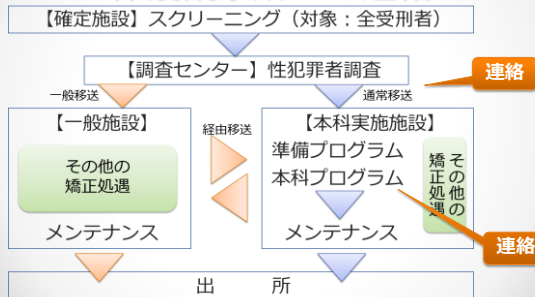 【確定施設】スクリーニング（対象：全受刑者）
【調査センター】性犯罪者調査
連絡
一般移送
通常移送
【一般施設】
経由移送
【本科実施施設】
その他の
矯正処遇
準備プログラム
本科プログラム
その他の
矯正処遇
メンテナンス
メンテナンス
連絡
出　所